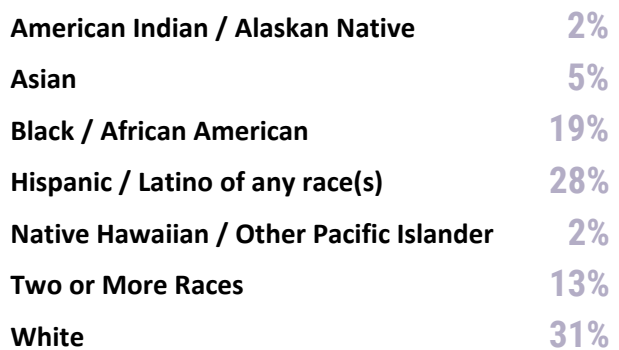 American Indian / Alaskan Native 2%
Asian 5%
Black / African American 19%
Hispanic / Latino of any race(s) 28%
Native Hawaiian / Other Pacific Islander 2%
Two or More Races 13%
White 31%